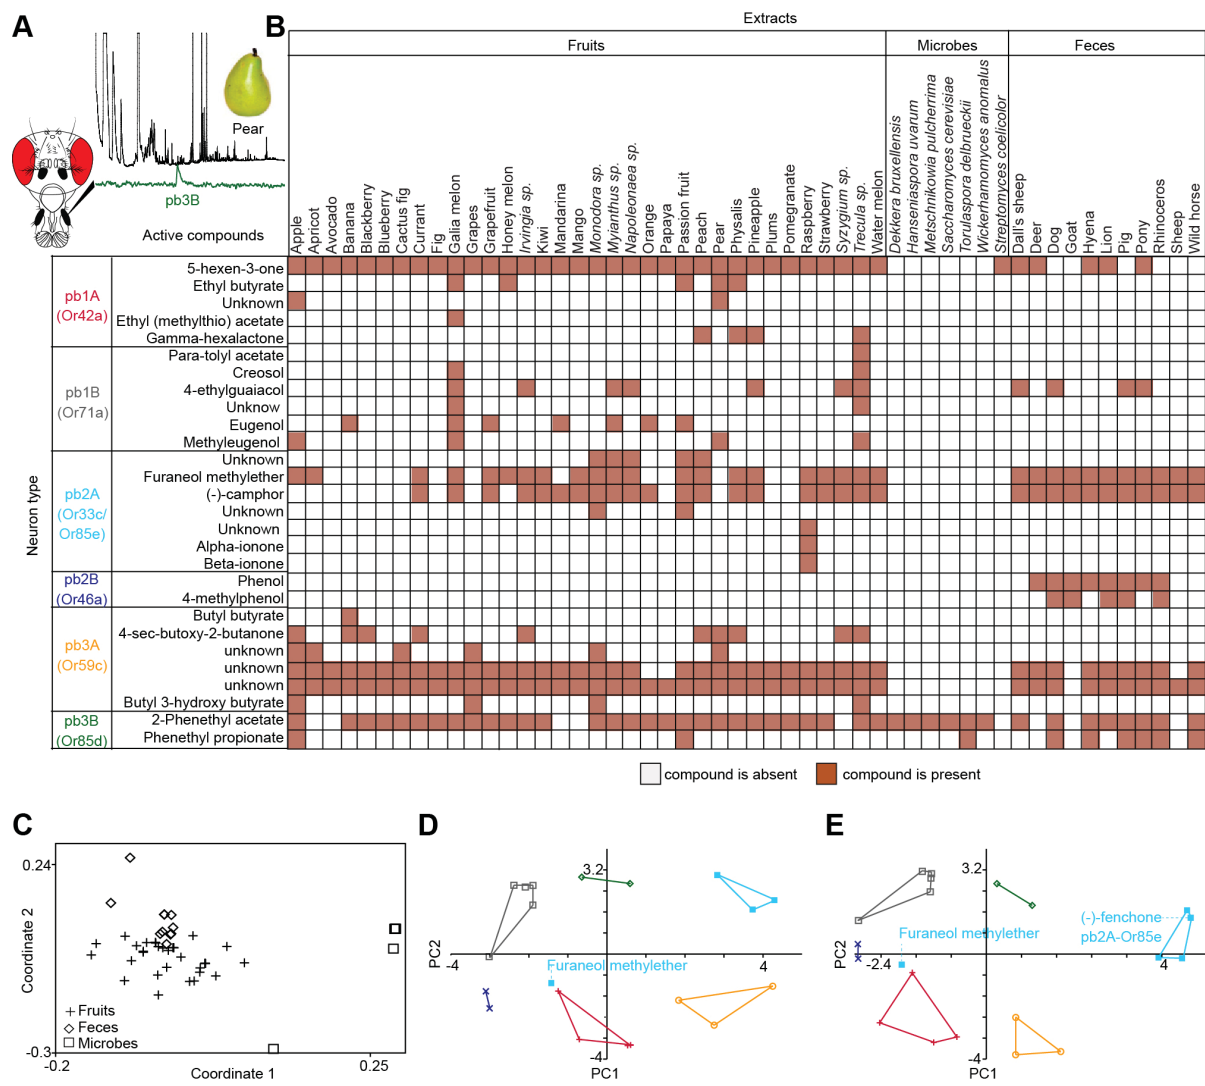 A
B
Extracts
Fruits
Microbes
Feces
Pear
pb3B
Active compounds
Apple
Apricot
Avocado
Banana
Blackberry
Blueberry
Cactus fig
Currant
Fig
Gallia melon
Grapes
Grapefruit
Honey melon
Irvingia sp.
Kiwi
Mandarina
Mango
Monodora sp.
Myianthus sp.
Napoleonaea sp.
Orange
Papaya
Passion fruit
Peach
Pear
Physalis
Pineapple
Plums
Pomegranate
Raspberry
Strawberry
Syzygium sp.
Trecula sp.
Water melon
Dekkera bruxellensis
Hanseniaspora uvarum
Metschnikowia pulcherrima
Saccharomyces cerevisiae
Torulaspora delbrueckii
Wickerhamomyces anomalus
Streptomyces coelicolor
Dall's sheep
Deer
Dog
Goat
Hyena
Lion
Pig
Pony
Rhinoceros
Sheep
Wild horse
Neuron type
pb1A
(Or42a)
5-hexen-3-one
Ethyl butyrate
Unknown
Ethyl (methylthio) acetate
Gamma-hexalactone
pb1B
(Or71a)
Para-tolyl acetate
Creosol
4-ethylguaiacol
Unknow
Eugenol
Methyleugenol
pb2A
(Or33c/
Or85e)
Unknown
Furaneol methylether
(-)-camphor
Unknown
Unknown
Alpha-ionone
Beta-ionone
pb2B
(Or46a)
Phenol
4-methylphenol
pb3A
(Or59c)
Butyl butyrate
4-sec-butoxy-2-butanone
unknown
unknown
unknown
Butyl 3-hydroxy butyrate
pb3B
(Or85d)
2-Phenethyl acetate
Phenethyl propionate
compound is absent
compound is present
C
0.24
Coordinate 2
Fruits
Feces
Microbes
-0.3
-0.2
0.25
Coordinate 1
D
3.2
PC2
-4
4
Furaneol methylether
-4
PC1
E
3.2
(-)-fenchone
pb2A-Or85e
Furaneol methylether
PC2
-2.4
4
-4
PC1